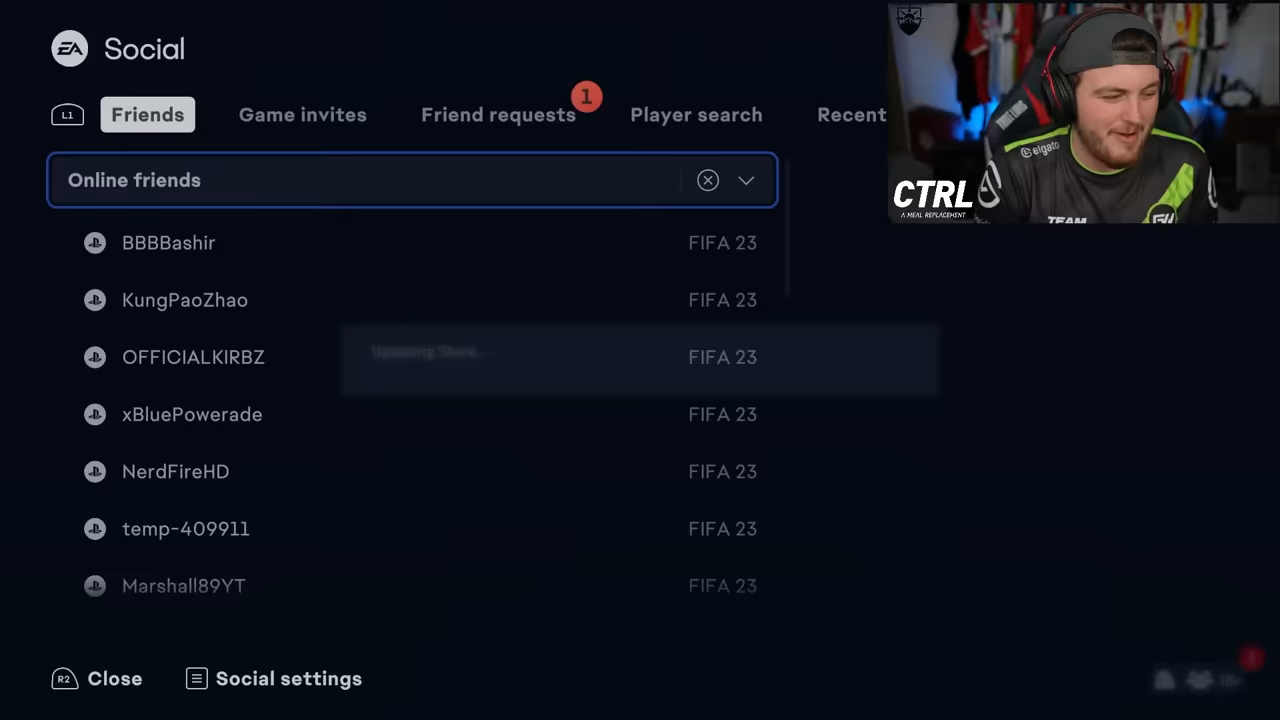 EA Social
L1 Friends Game invites Friend requests 1 Player search Recent
Online friends
BBBBashir FIFA 23
KungPaoZhao FIFA 23
OFFICIALKIRBZ FIFA 23
Updating Store...
xBluePowerade FIFA 23
NerdFireHD FIFA 23
temp-409911 FIFA 23
Marshall89YT FIFA 23
R2 Close Social settings
elgato
CTRL
A MEAL REPLACEMENT
TEAM